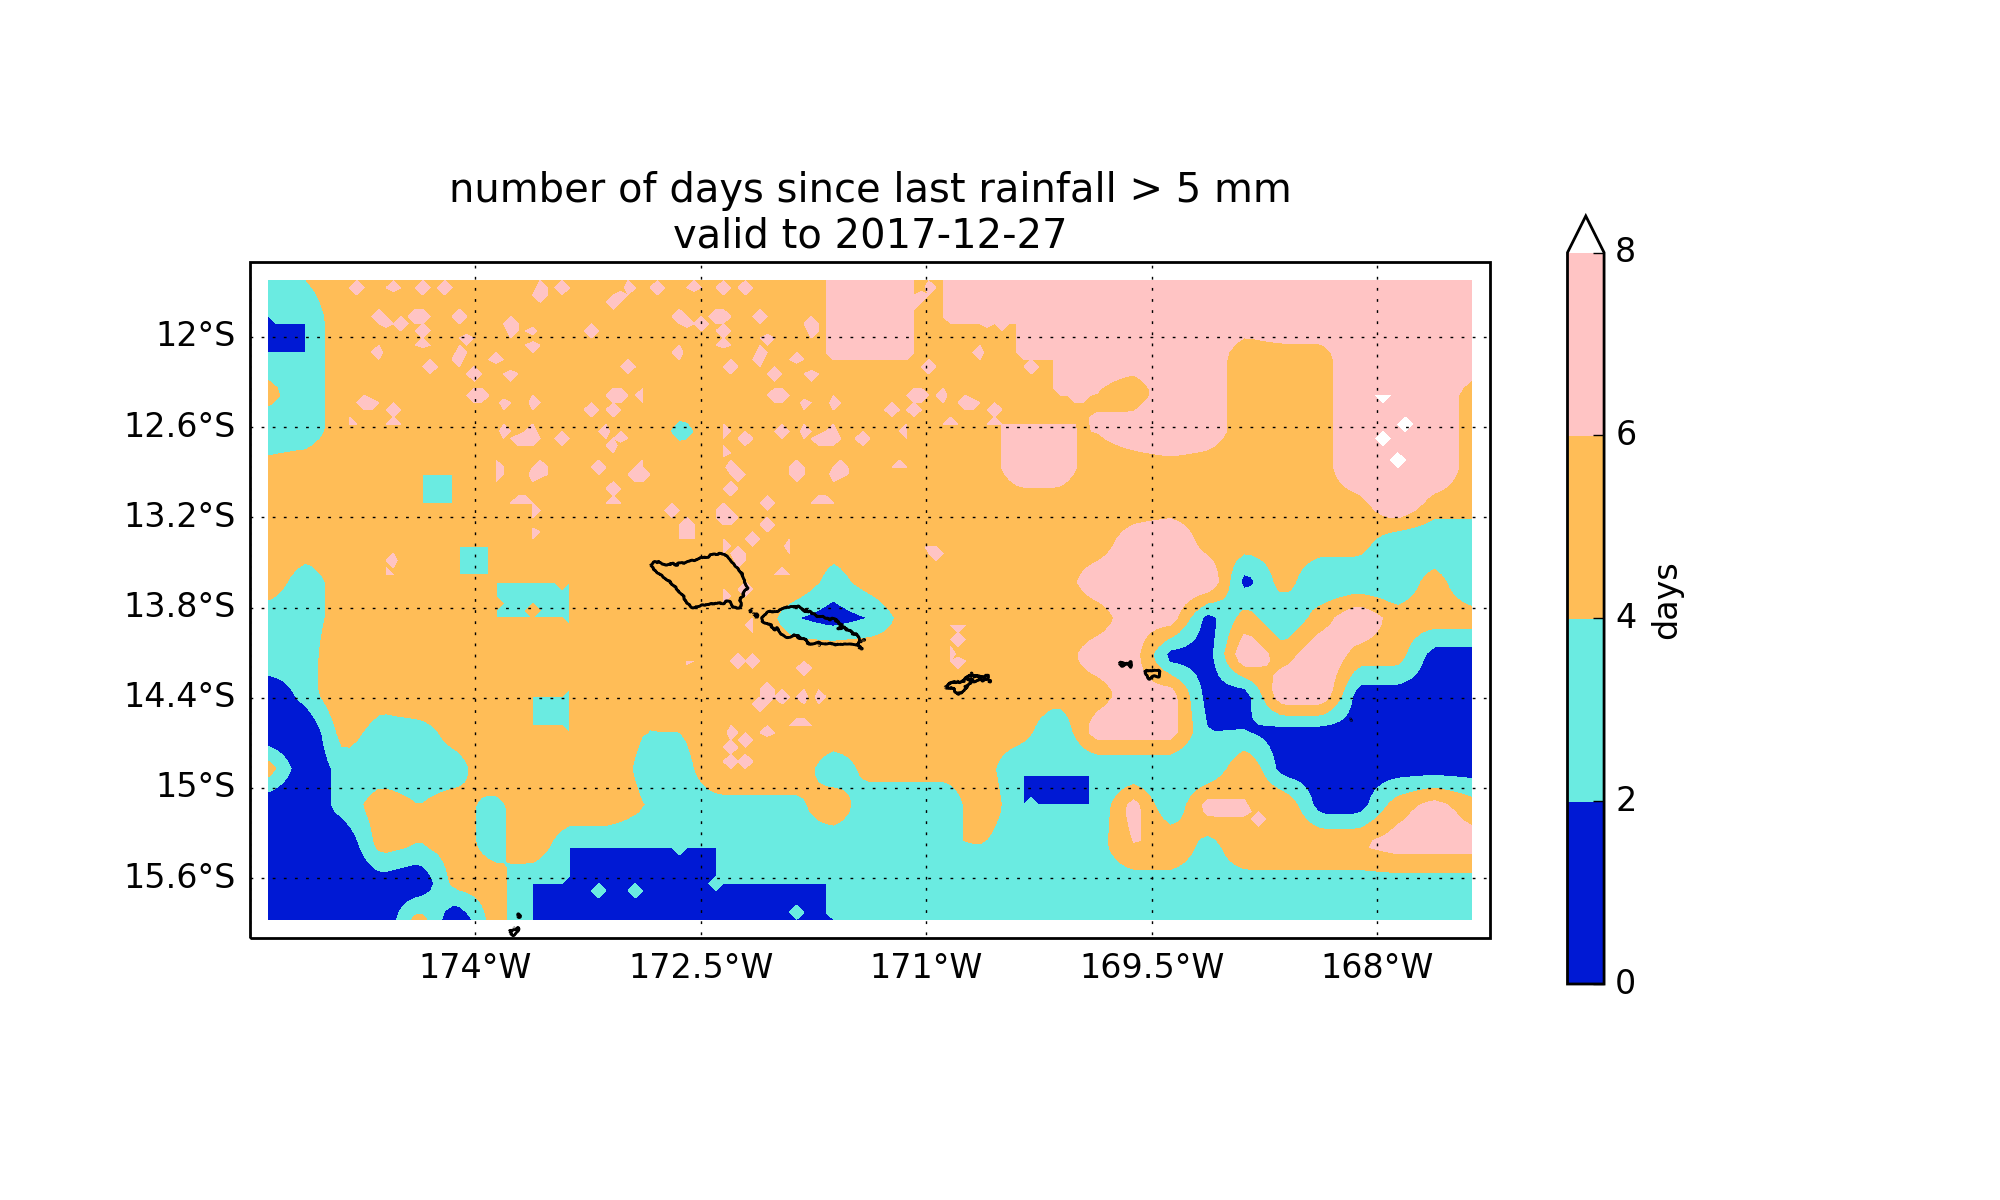 number of days since last rainfall > 5 mm
valid to 2017-12-27
12°S
12.6°S
13.2°S
13.8°S
14.4°S
15°S
15.6°S
174°W
172.5°W
171°W
169.5°W
168°W
8
6
4
2
0
days